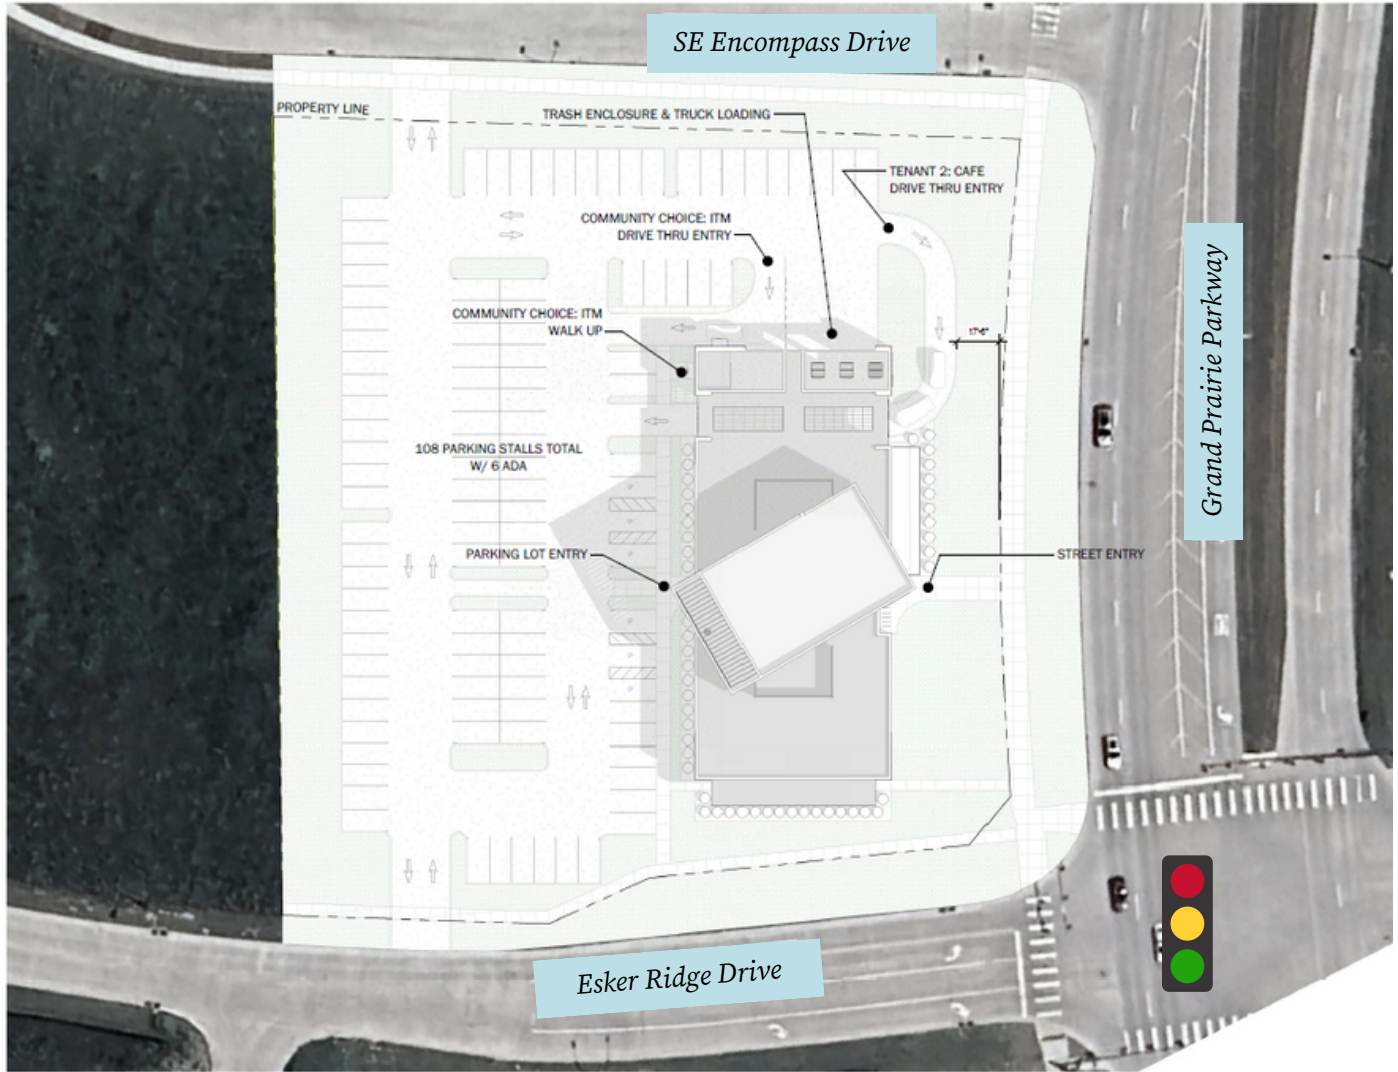 SE Encompass Drive
PROPERTY LINE
TRASH ENCLOSURE & TRUCK LOADING
TENANT 2: CAFE
DRIVE THRU ENTRY
COMMUNITY CHOICE: ITM
DRIVE THRU ENTRY
Grand Prairie Parkway
COMMUNITY CHOICE: ITM
WALK UP
17'6"
108 PARKING STALLS TOTAL
W/ 6 ADA
PARKING LOT ENTRY
STREET ENTRY
Esker Ridge Drive